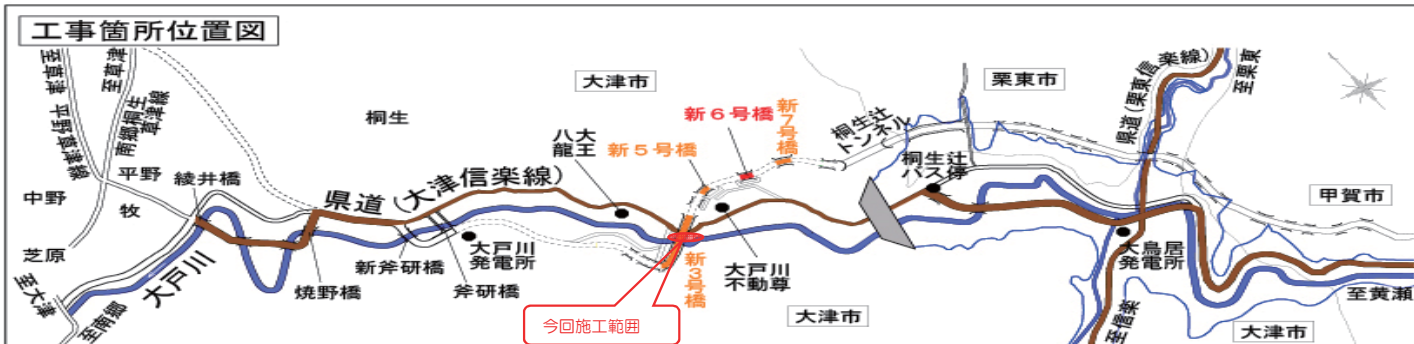 工事箇所位置図
至草津 平野草津線
至草津
南郷桐生草津線
桐生
大津市
栗東市
甲賀市
県道(栗東信楽線)
至栗東
新6号橋
新7号橋
新5号橋
桐生辻
トンネル
桐生辻
バス停
八大
龍王
中野
平野
綾井橋
牧
芝原
県道(大津信楽線)
至大津
大戸川
至南郷
焼野橋
新斧研橋
大戸川
発電所
斧研橋
新3号橋
大戸川
不動尊
大鳥居
発電所
至黄瀬
至信楽
大津市
大津市
今回施工範囲